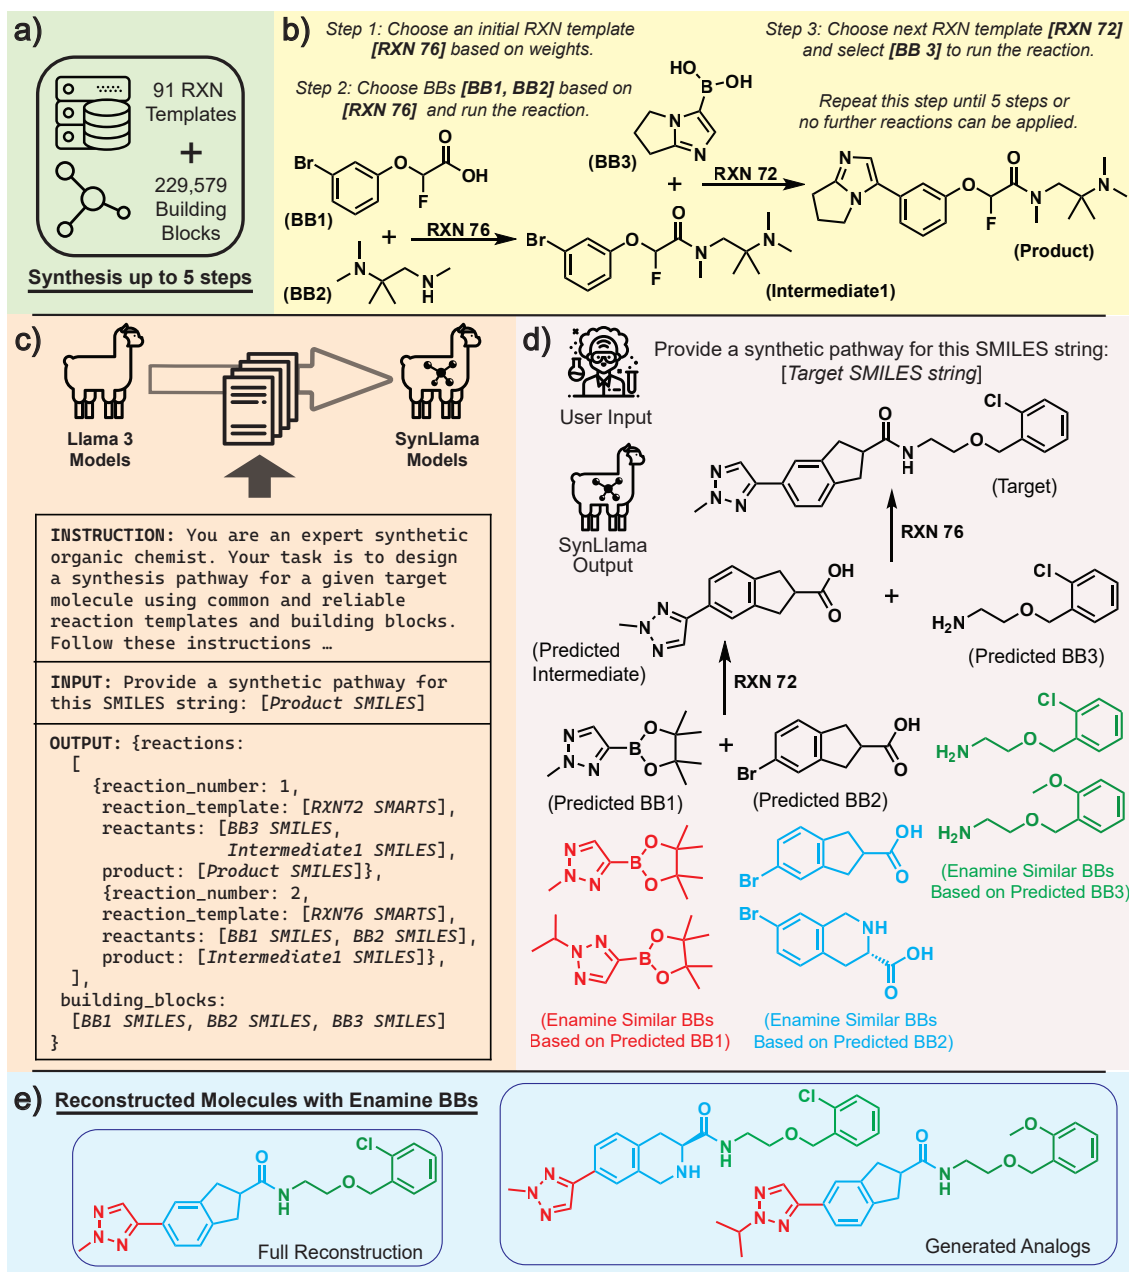 a)
91 RXN
Templates
+
229,579
Building
Blocks
Synthesis up to 5 steps
b)
Step 1: Choose an initial RXN template
[RXN 76] based on weights.
Step 2: Choose BBs [BB1, BB2] based on
[RXN 76] and run the reaction.
Step 3: Choose next RXN template [RXN 72]
and select [BB 3] to run the reaction.
Repeat this step until 5 steps or
no further reactions can be applied.
Br
O
O
OH
F
(BB1)
+
RXN 76
N
N
H
(BB2)
Br
O
O
F
N
N
(Intermediate1)
HO
B
OH
N
N
(BB3)
+
RXN 72
N
N
O
O
F
N
N
(Product)
c)
Llama 3
Models
SynLlama
Models
INSTRUCTION: You are an expert synthetic
organic chemist. Your task is to design
a synthesis pathway for a given target
molecule using common and reliable
reaction templates and building blocks.
Follow these instructions …
INPUT: Provide a synthetic pathway for
this SMILES string: [Product SMILES]
OUTPUT: {reactions:
[
{reaction_number: 1,
reaction_template: [RXN72 SMARTS],
reactants: [BB3 SMILES,
Intermediate1 SMILES],
product: [Product SMILES]},
{reaction_number: 2,
reaction_template: [RXN76 SMARTS],
reactants: [BB1 SMILES, BB2 SMILES],
product: [Intermediate1 SMILES]},
],
building_blocks:
[BB1 SMILES, BB2 SMILES, BB3 SMILES]
}
d)
User Input
Provide a synthetic pathway for this SMILES string:
[Target SMILES string]
SynLlama
Output
N
N
N
O
N
H
O
Cl
(Target)
RXN 76
N
N
N
OH
O
(Predicted
Intermediate)
+
Cl
H2N
O
(Predicted BB3)
RXN 72
N
N
N
B
O
O
(Predicted BB1)
+
Br
OH
O
(Predicted BB2)
Cl
H2N
O
O
H2N
O
(Enamine Similar BBs
Based on Predicted BB3)
N
N
N
B
O
O
N
N
N
B
O
O
(Enamine Similar BBs
Based on Predicted BB1)
Br
OH
O
Br
NH
OH
O
(Enamine Similar BBs
Based on Predicted BB2)
e)
Reconstructed Molecules with Enamine BBs
N
N
N
O
N
H
O
Cl
Full Reconstruction
N
N
N
NH
O
N
H
O
Cl
N
N
N
O
N
H
O
O
Generated Analogs